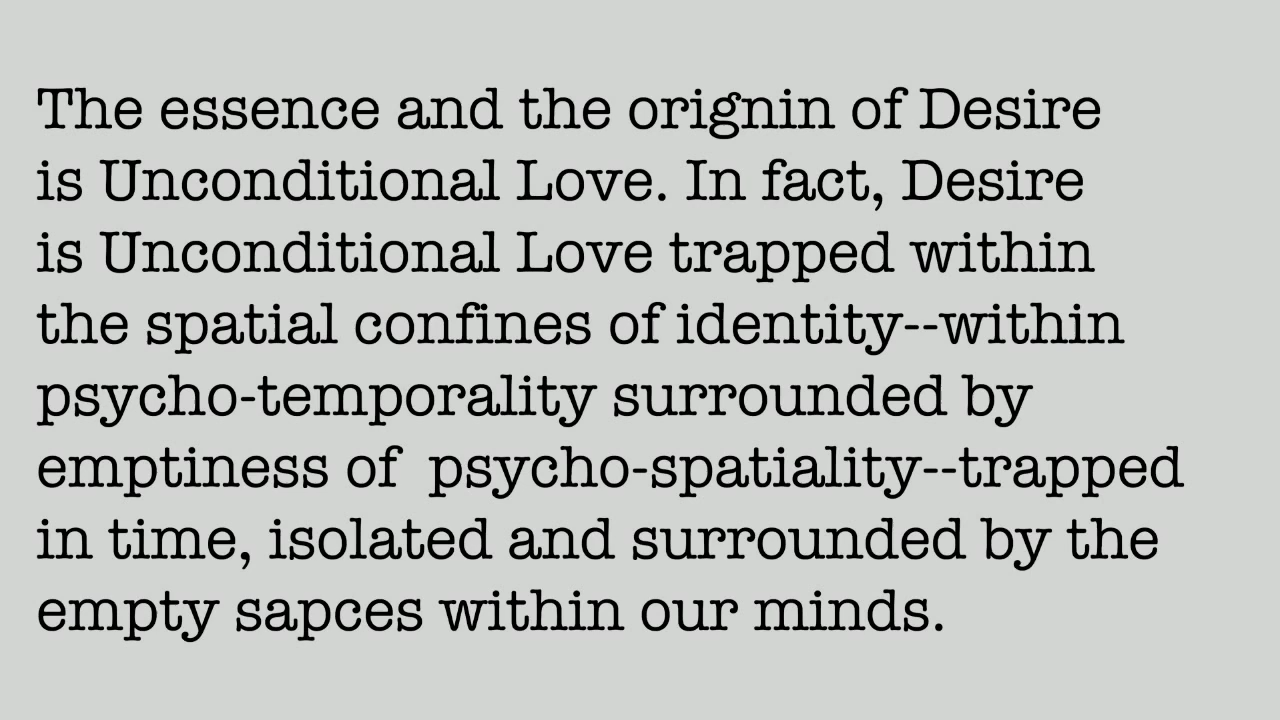 The essence and the orignin of Desire
is Unconditional Love. In fact, Desire
is Unconditional Love trapped within
the spatial confines of identity--within
psycho-temporality surrounded by
emptiness of  psycho-spatiality--trapped
in time, isolated and surrounded by the
empty sapces within our minds.